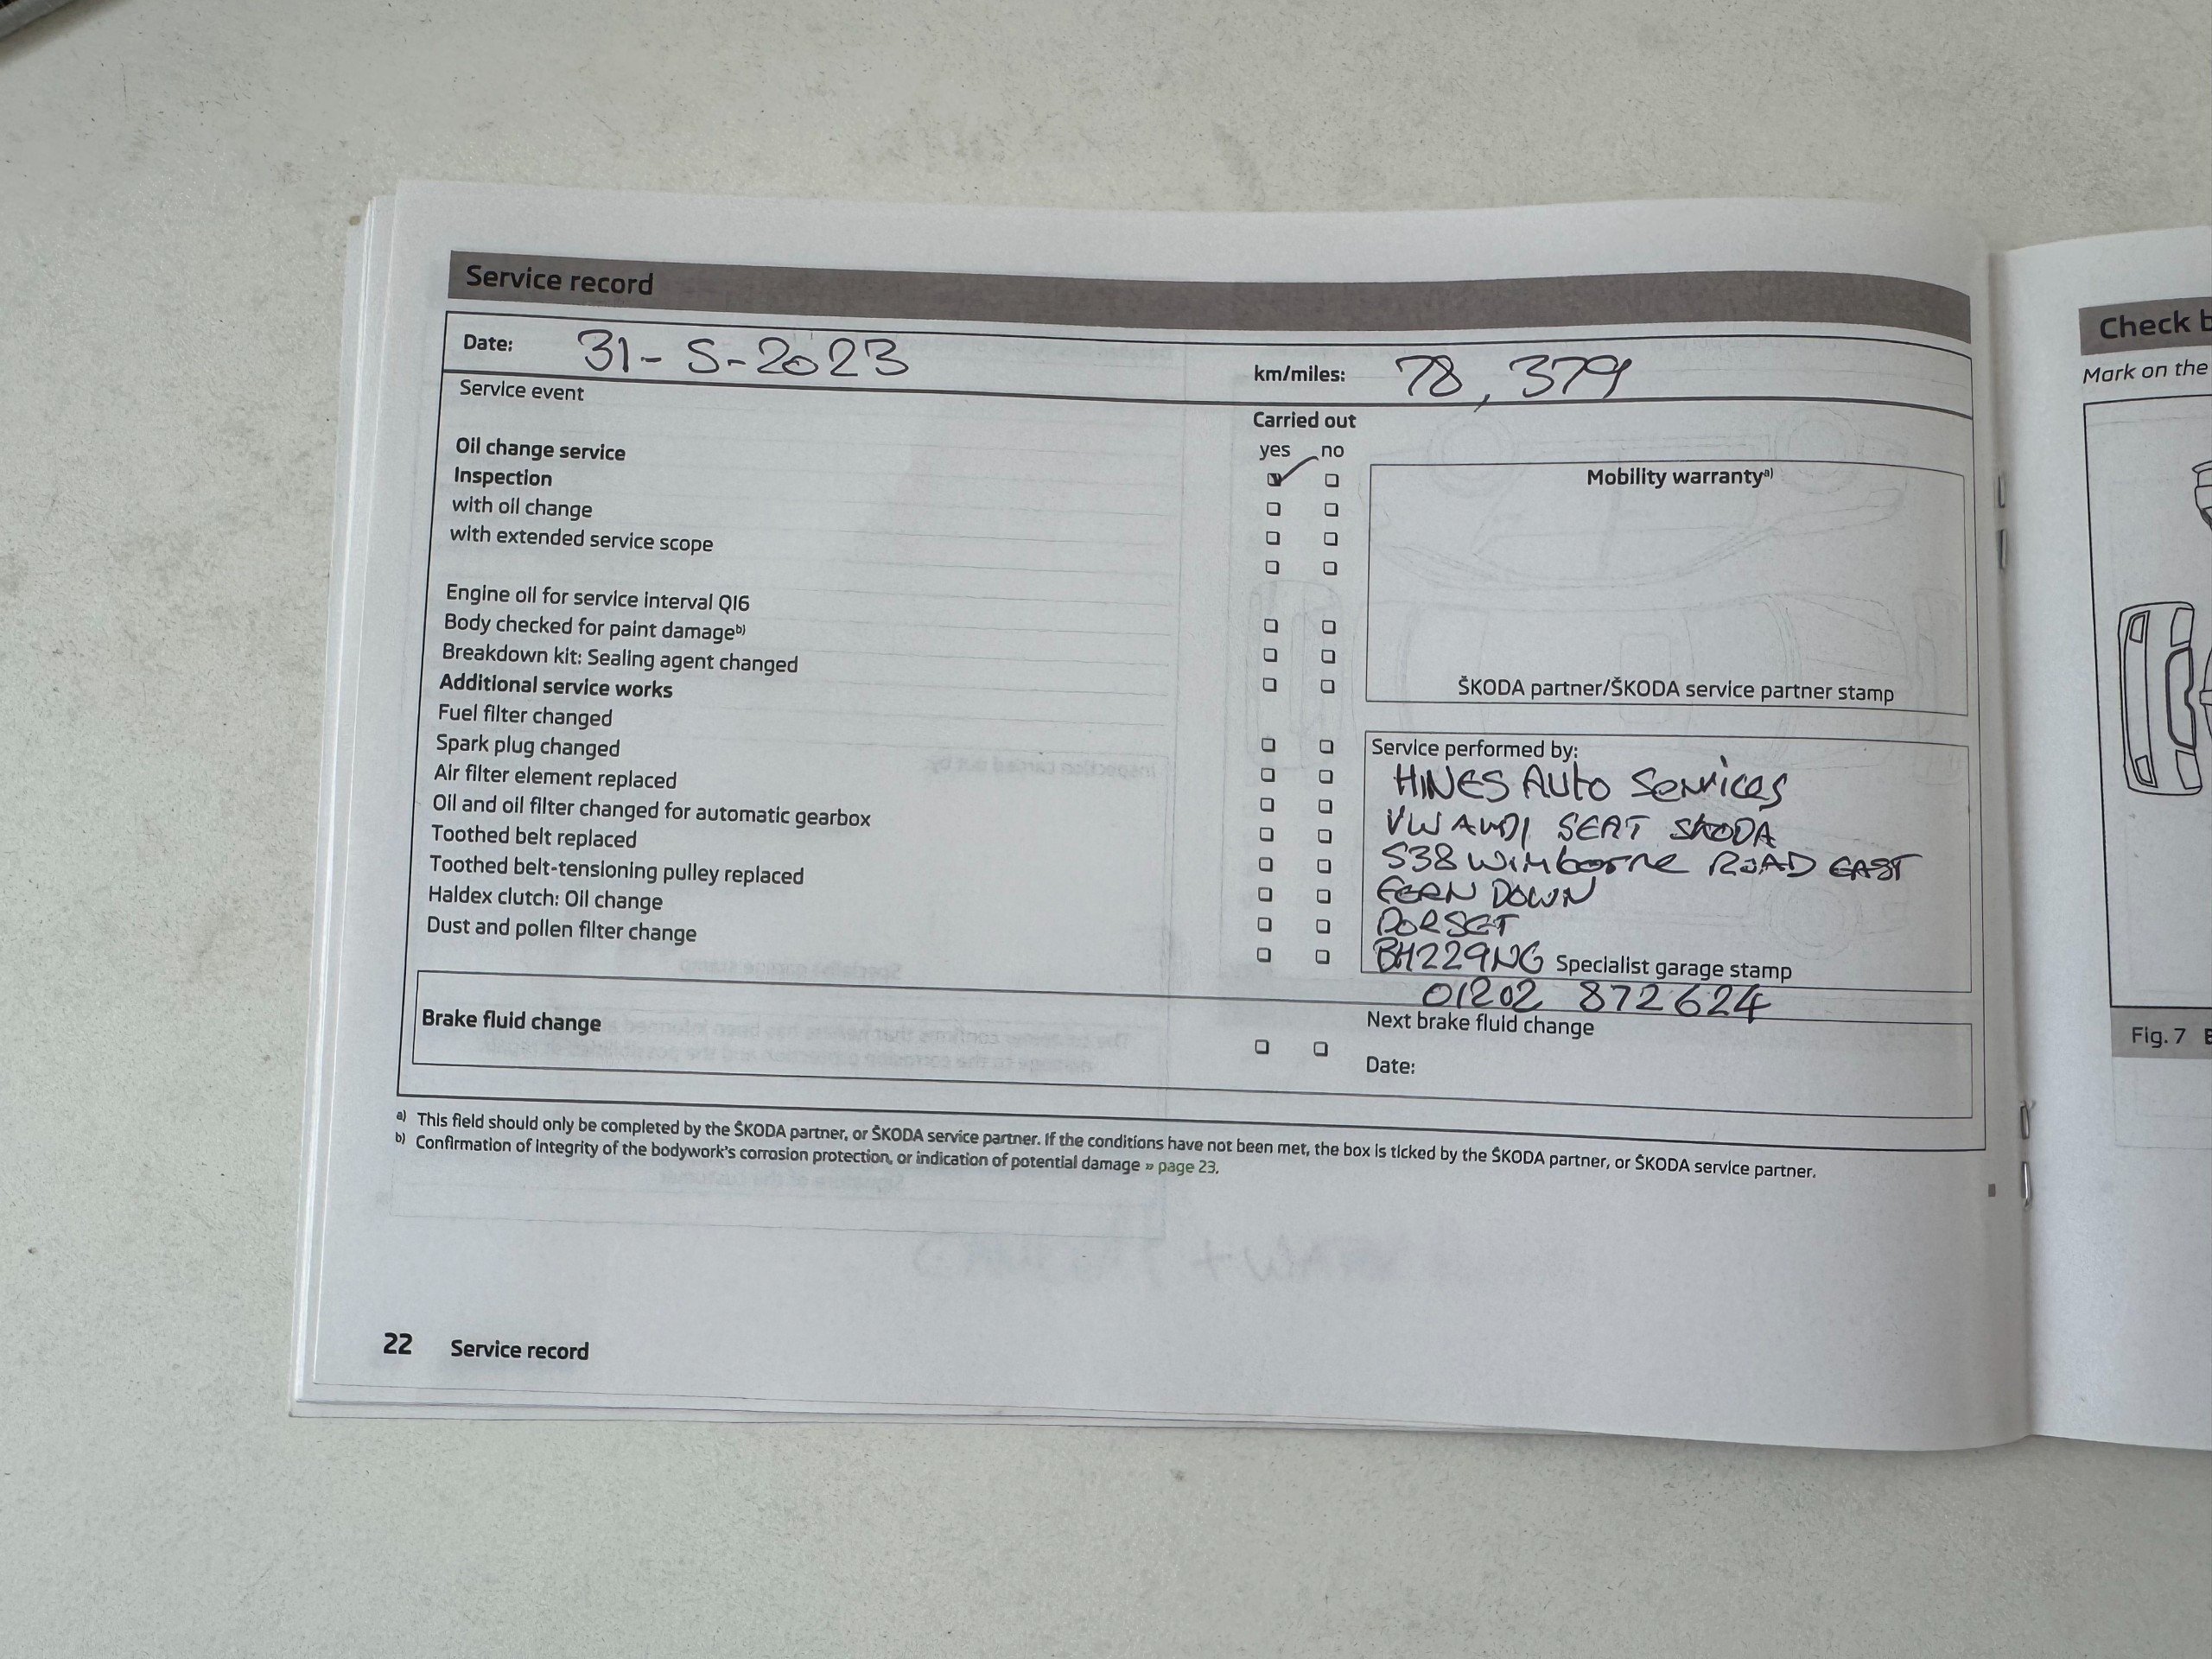 Service record
Date: 31-5-2023
km/miles: 78,379
Service event
Carried out
yes no
Oil change service
Inspection
with oil change
with extended service scope
Engine oil for service interval QI6
Body checked for paint damage b)
Breakdown kit: Sealing agent changed
Additional service works
Fuel filter changed
Spark plug changed
Air filter element replaced
Oil and oil filter changed for automatic gearbox
Toothed belt replaced
Toothed belt-tensioning pulley replaced
Haldex clutch: Oil change
Dust and pollen filter change
Mobility warranty a)
ŠKODA partner/ŠKODA service partner stamp
Service performed by:
HINES Auto Services
VW AUDI SEAT SKODA
538 Wimborne ROAD EAST
FERN DOWN
DORSET
BH229NG Specialist garage stamp
01202 872624
Brake fluid change
Next brake fluid change
Date:
a) This field should only be completed by the ŠKODA partner, or ŠKODA service partner. If the conditions have not been met, the box is ticked by the ŠKODA partner, or ŠKODA service partner.
b) Confirmation of integrity of the bodywork's corrosion protection, or indication of potential damage » page 23.
22 Service record
Check
Mark on the
Fig. 7